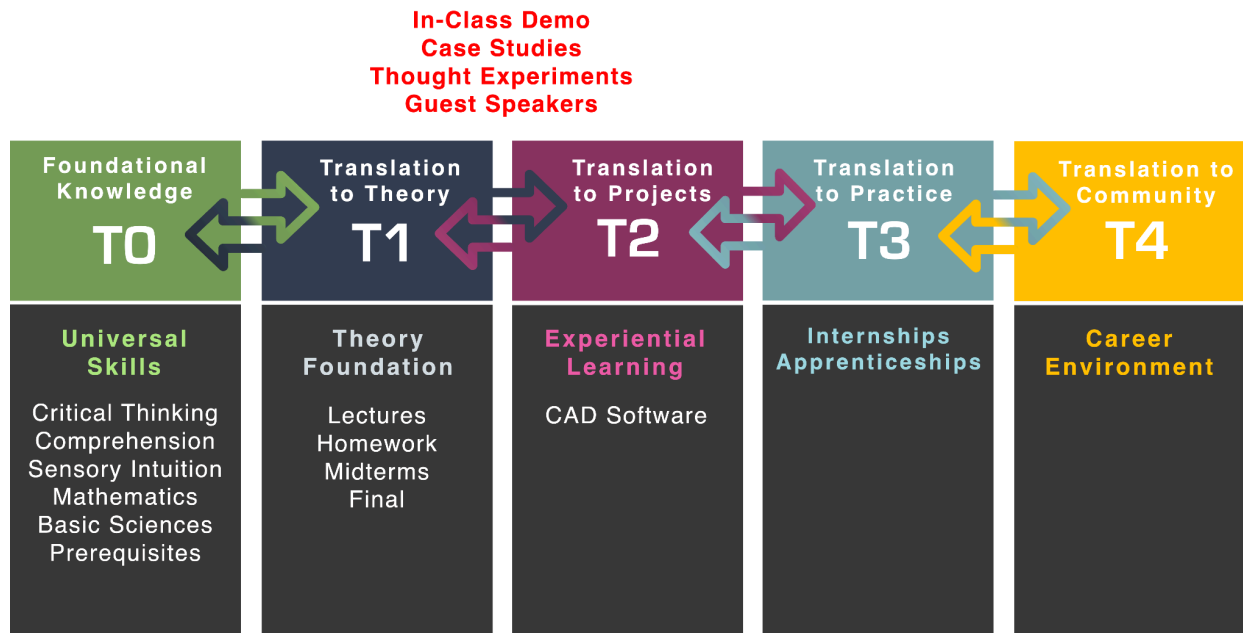 In-Class Demo
Case Studies
Thought Experiments
Guest Speakers
Foundational
Knowledge
T0
Universal
Skills
Critical Thinking
Comprehension
Sensory Intuition
Mathematics
Basic Sciences
Prerequisites
Translation
to Theory
T1
Theory
Foundation
Lectures
Homework
Midterms
Final
Translation
to Projects
T2
Experiential
Learning
CAD Software
Translation
to Practice
T3
Internships
Apprenticeships
Translation to
Community
T4
Career
Environment